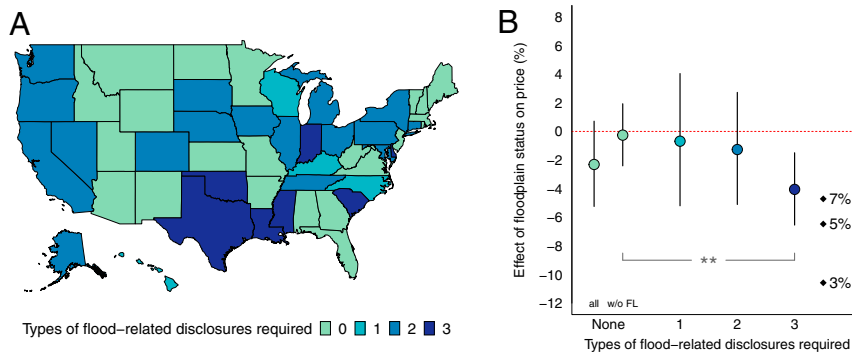 A
Types of flood-related disclosures required 0 1 2 3
B
Effect of floodplain status on price (%)
8
6
4
2
0
−2
−4
−6
−8
−10
−12
7%
5%
3%
**
all w/o FL
None 1 2 3
Types of flood-related disclosures required